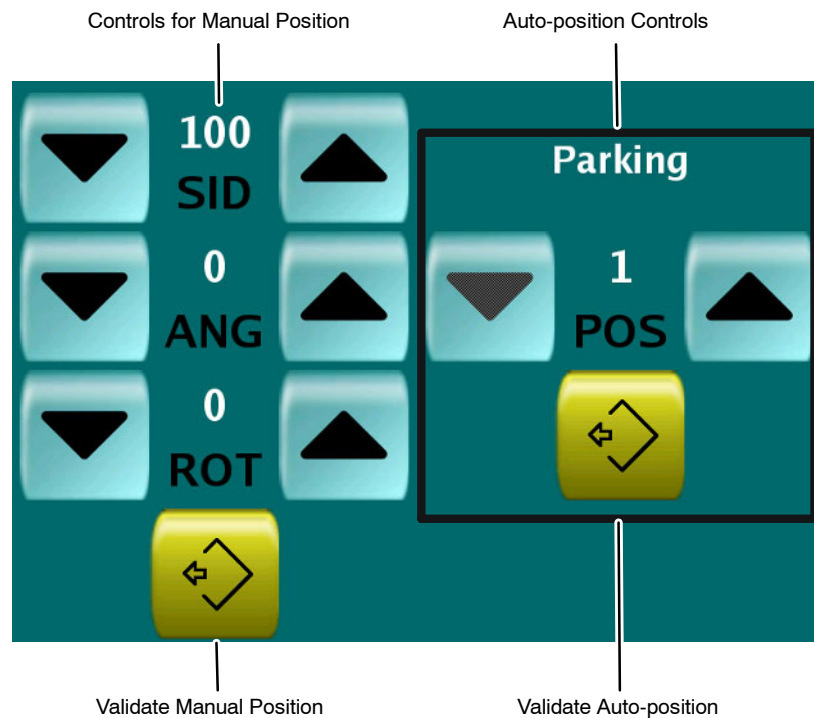 Controls for Manual Position
Auto-position Controls
100
SID
0
ANG
0
ROT
Parking
1
POS
Validate Manual Position
Validate Auto-position